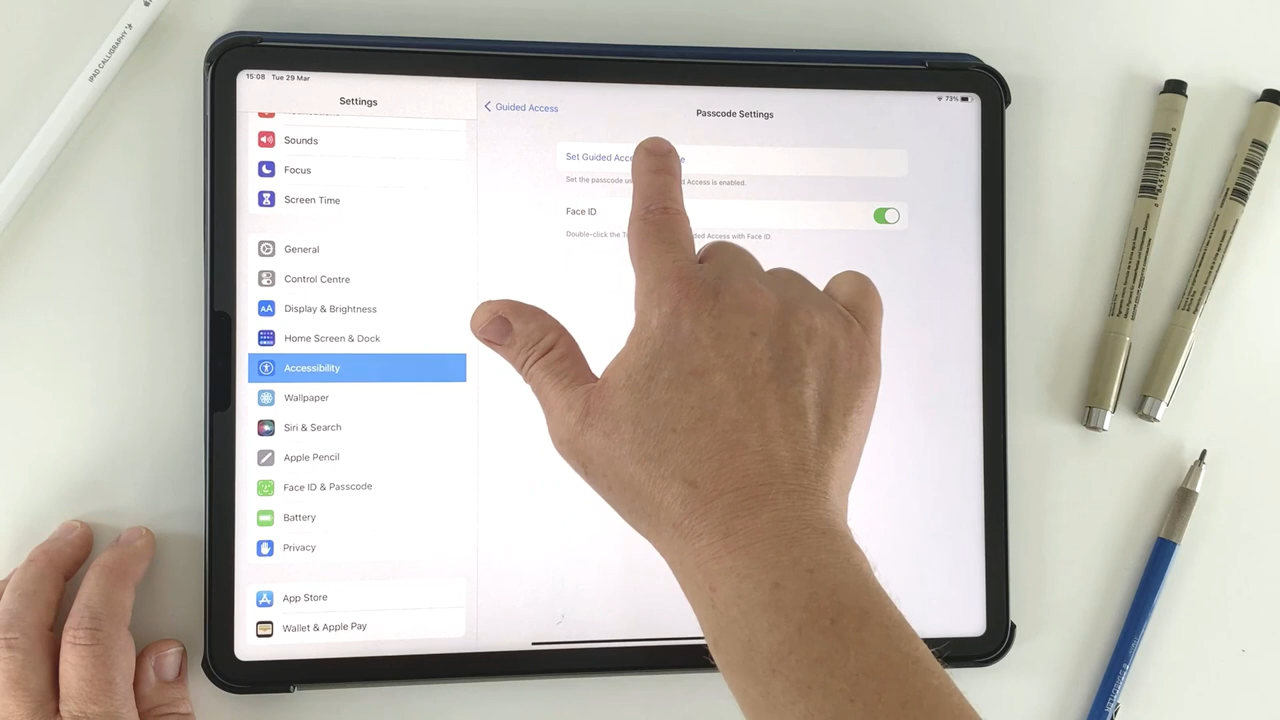 IPAD CALLIGRAPHY
15:08 Tue 29 Mar
73%
Settings
Sounds
Focus
Screen Time
General
Control Centre
Display & Brightness
Home Screen & Dock
Accessibility
Wallpaper
Siri & Search
Apple Pencil
Face ID & Passcode
Battery
Privacy
App Store
Wallet & Apple Pay
Guided Access
Passcode Settings
Set Guided Acce
Set the passcode
d Access is enabled.
Face ID
Double-click the
ded Access with Face ID.